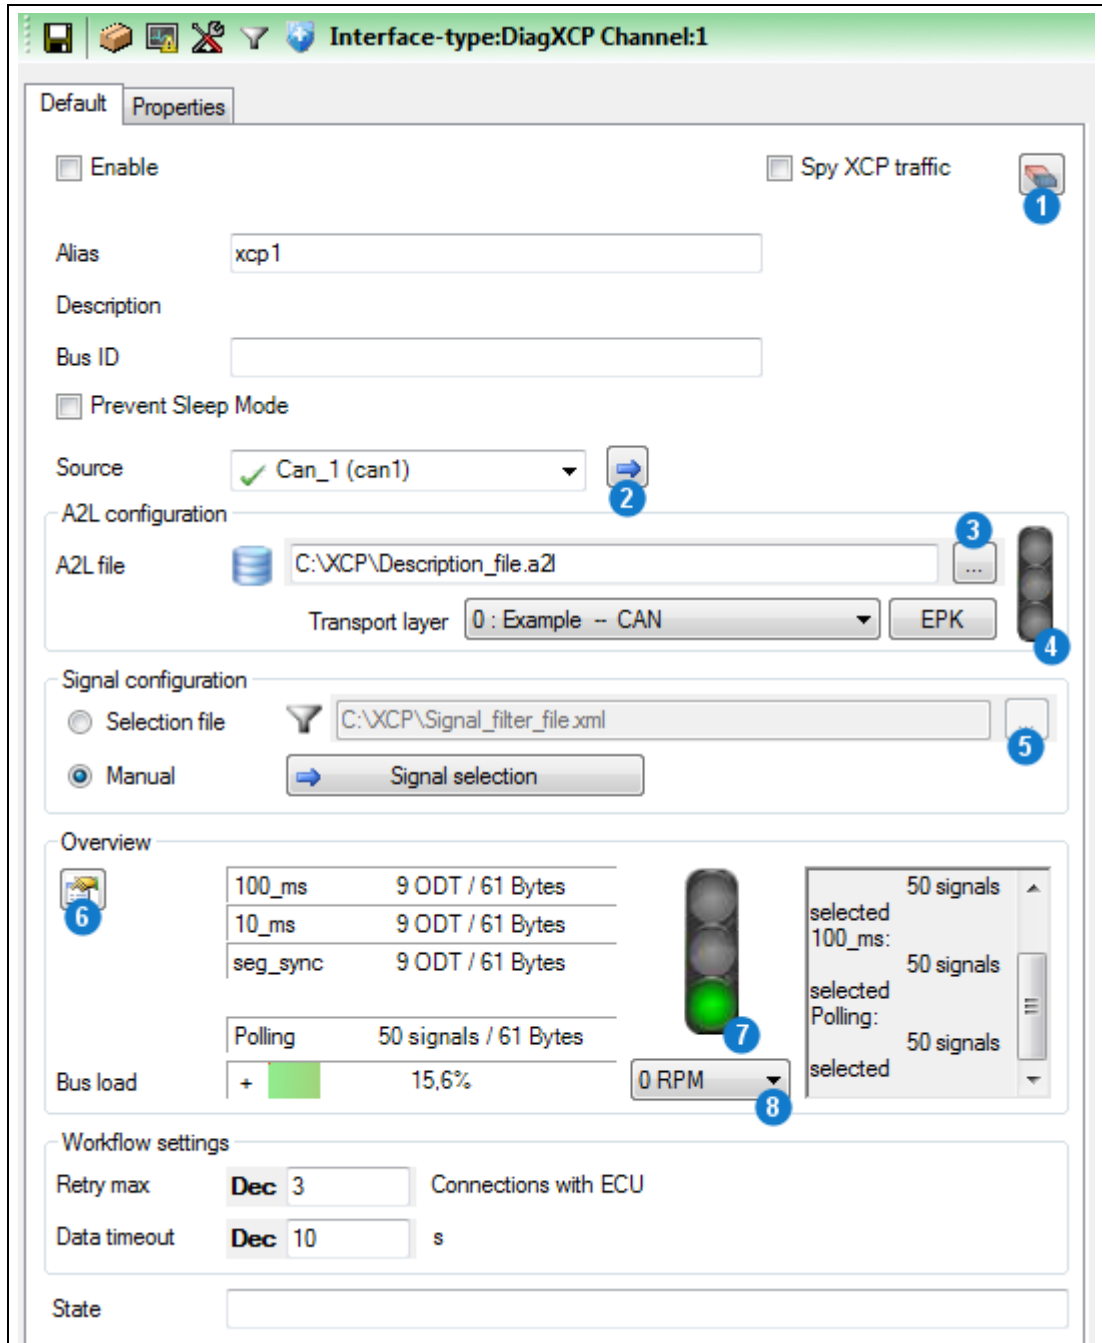 Interface-type:DiagXCP Channel:1
Default Properties
Enable Spy XCP traffic
1
Alias xcp1
Description
Bus ID
Prevent Sleep Mode
Source Can_1 (can1)
2
A2L configuration
3
A2L file C:\XCP\Description_file.a2l ...
Transport layer 0 : Example -- CAN EPK
4
Signal configuration
Selection file C:\XCP\Signal_filter_file.xml ...
5
Manual Signal selection
Overview
6
100_ms 9 ODT / 61 Bytes
10_ms 9 ODT / 61 Bytes
seg_sync 9 ODT / 61 Bytes
Polling 50 signals / 61 Bytes
7
50 signals
selected
100_ms:
50 signals
selected
Polling:
50 signals
selected
Bus load + 15,6% 0 RPM
8
Workflow settings
Retry max Dec 3 Connections with ECU
Data timeout Dec 10 s
State